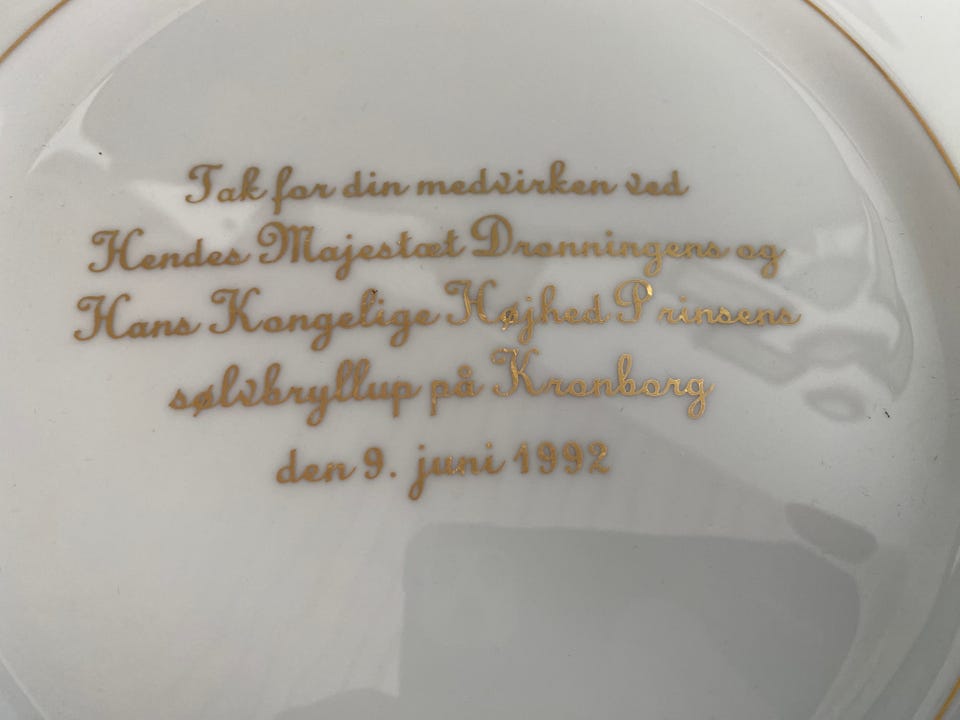 Tak for din medvirken ved
Hendes Majestæt Dronningens og
Hans Kongelige Højhed Prinsens
sølvbryllup på Kronborg
den 9. juni 1992